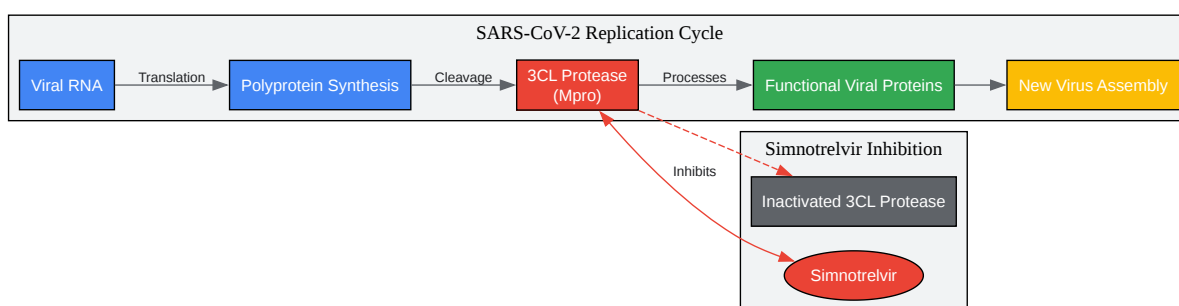 SARS-CoV-2 Replication Cycle
Viral RNA
Translation
Polyprotein Synthesis
Cleavage
3CL Protease
(Mpro)
Processes
Functional Viral Proteins
New Virus Assembly
Simnotrelvir Inhibition
Inhibits
Inactivated 3CL Protease
Simnotrelvir